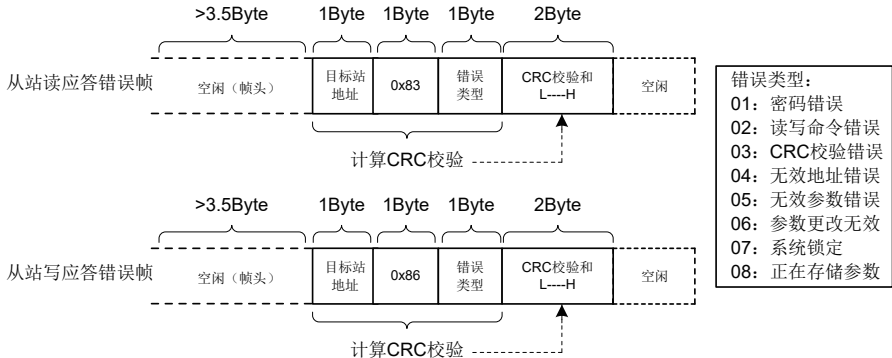 >3.5Byte 1Byte 1Byte 1Byte 2Byte
从站读应答错误帧
空闲（帧头）
目标站
地址
0x83
错误
类型
CRC校验和
L----H
空闲
计算CRC校验
>3.5Byte 1Byte 1Byte 1Byte 2Byte
从站写应答错误帧
空闲（帧头）
目标站
地址
0x86
错误
类型
CRC校验和
L----H
空闲
计算CRC校验
错误类型：
01：密码错误
02：读写命令错误
03：CRC校验错误
04：无效地址错误
05：无效参数错误
06：参数更改无效
07：系统锁定
08：正在存储参数